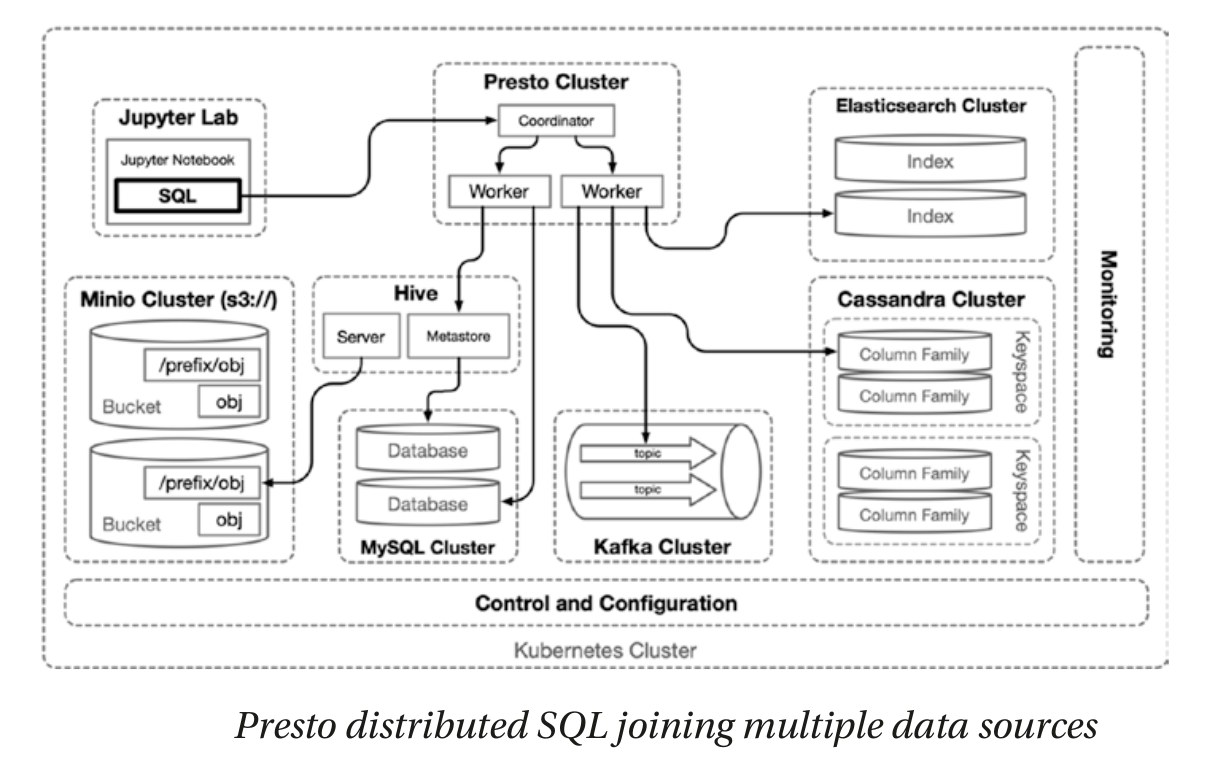 Presto Cluster
Coordinator
Worker
Worker
Jupyter Lab
Jupyter Notebook
SQL
Elasticsearch Cluster
Index
Index
Monitoring
Minio Cluster (s3://)
/prefix/obj
Bucket
obj
/prefix/obj
Bucket
obj
Hive
Server
Metastore
Database
Database
MySQL Cluster
topic
topic
Kafka Cluster
Cassandra Cluster
Column Family
Column Family
Keyspace
Column Family
Column Family
Keyspace
Control and Configuration
Kubernetes Cluster
Presto distributed SQL joining multiple data sources